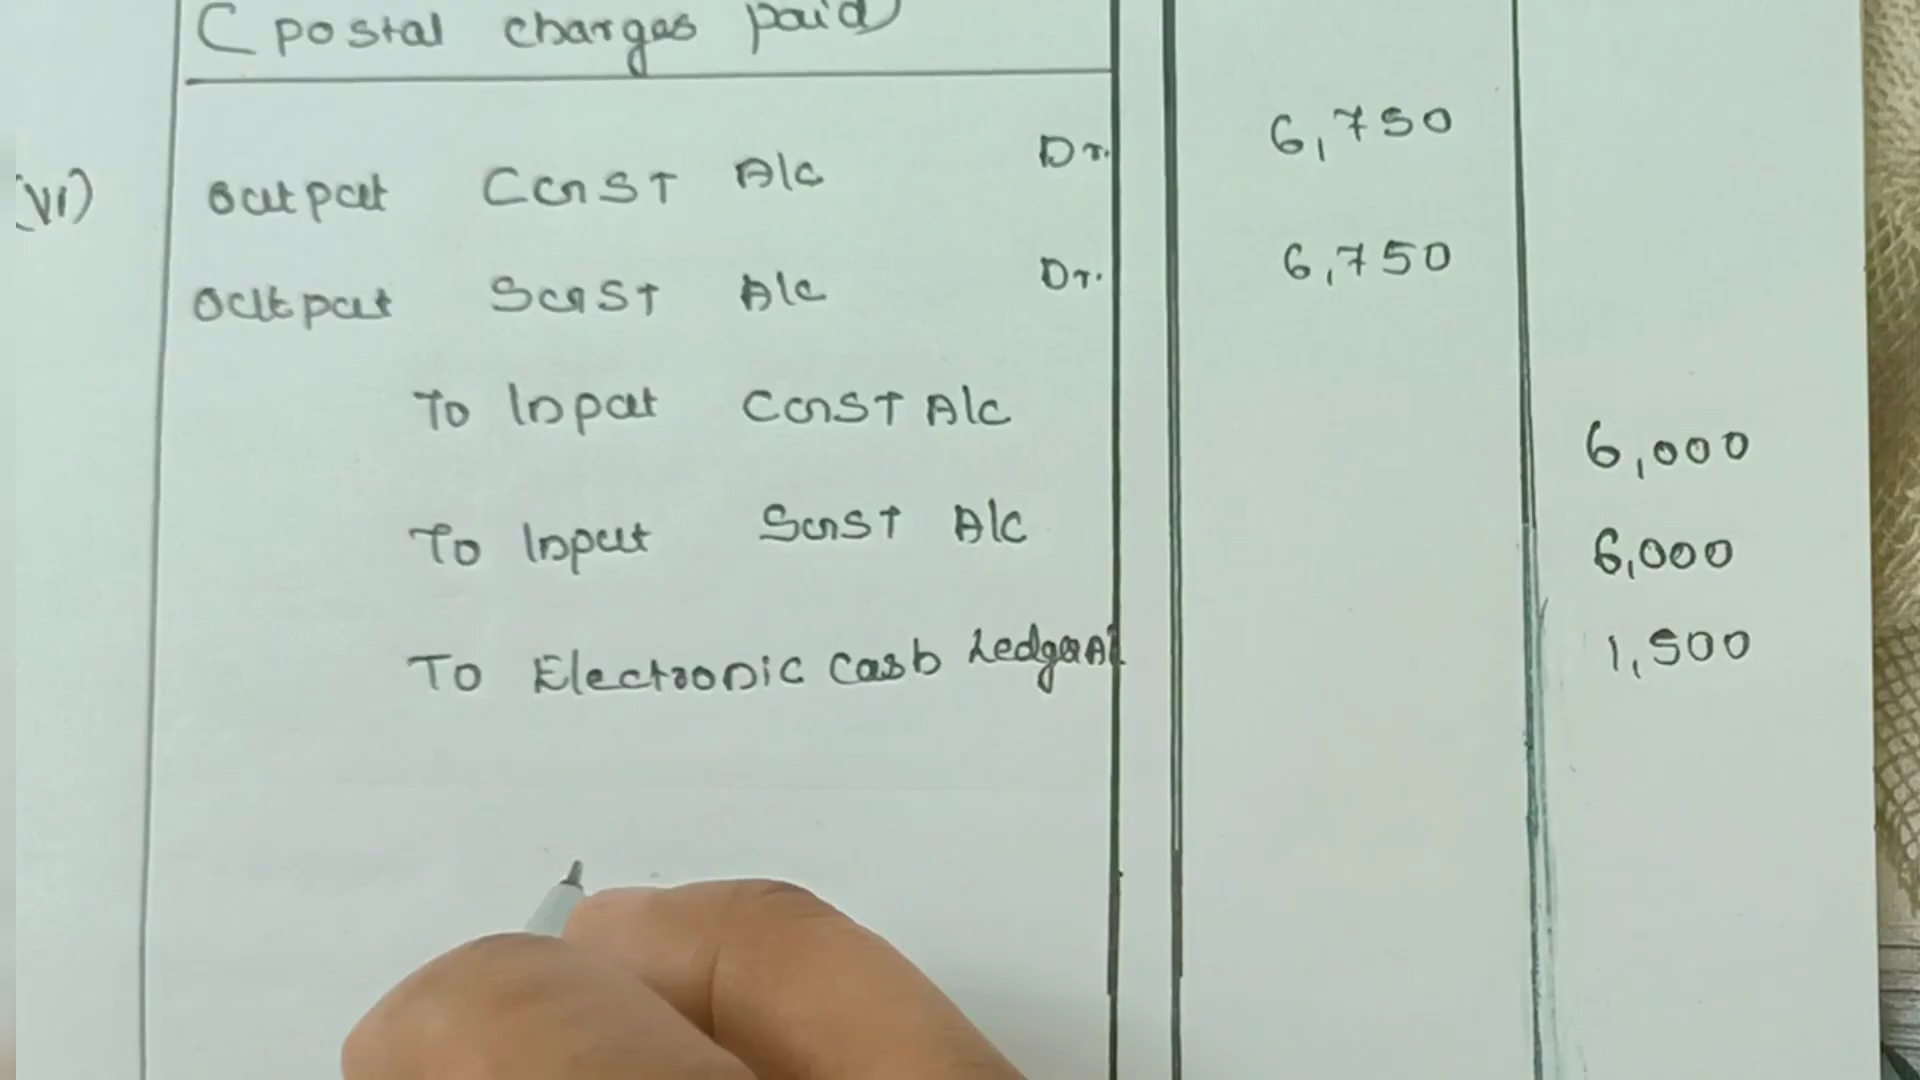 (postal charges paid)
(vi) Output CGST A/c Dr. 6,750
Output SGST A/c Dr. 6,750
To Input CGST A/c 6,000
To Input SGST A/c 6,000
To Electronic Cash Ledger 1,500